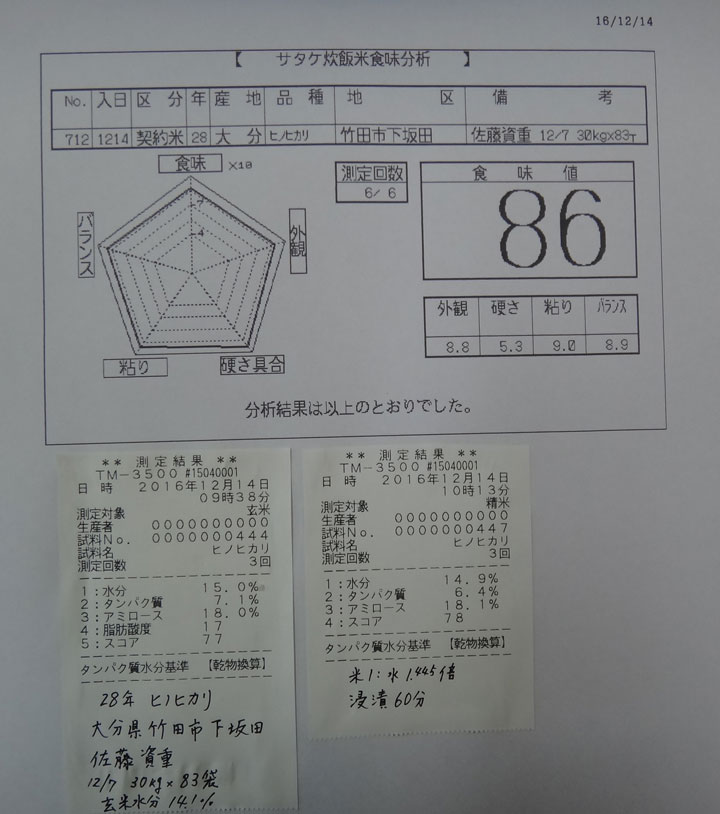 16/12/14
【 サタケ炊飯米食味分析 】
No. 入日 区分 年 産地 品種 地区 備考
712 1214 契約米 28 大分 ヒノヒカリ 竹田市下坂田 佐藤資重 12/7 30kgx83T
食味 ×10
7
4
バランス
外観
粘り
硬さ具合
測定回数
6/ 6
食味値
86
外観 硬さ 粘り バランス
8.8 5.3 9.0 8.9
分析結果は以上のとおりでした。
** 測定結果 **
TM-3500 #15040001
日 時 2016年12月14日
09時38分
測定対象 玄米
生産者 00000000000
試料No. 00000000444
試料名 ヒノヒカリ
測定回数 3回
1:水分 15.0%
2:タンパク質 7.1%
3:アミロース 18.0%
4:脂肪酸度 17
5:スコア 77
タンパク質水分基準 【乾物換算】
28年 ヒノヒカリ
大分県竹田市下坂田
佐藤 資重
12/7 30kg×83袋
玄米水分 14.1%
** 測定結果 **
TM-3500 #15040001
日 時 2016年12月14日
10時13分
測定対象 精米
生産者 00000000000
試料No. 00000000447
試料名 ヒノヒカリ
測定回数 3回
1:水分 14.9%
2:タンパク質 6.4%
3:アミロース 18.1%
4:スコア 78
タンパク質水分基準 【乾物換算】
米1:水1.445倍
浸漬60分